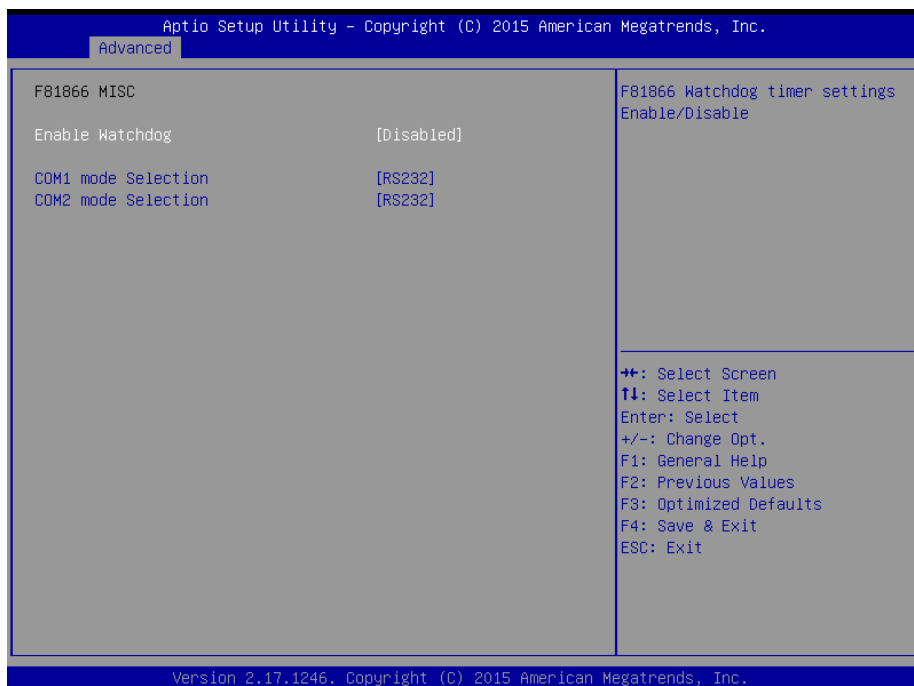 Aptio Setup Utility – Copyright (C) 2015 American Megatrends, Inc.
Advanced
F81866 MISC
Enable Watchdog [Disabled]
COM1 mode Selection [RS232]
COM2 mode Selection [RS232]
F81866 Watchdog timer settings
Enable/Disable
→←: Select Screen
↑↓: Select Item
Enter: Select
+/-: Change Opt.
F1: General Help
F2: Previous Values
F3: Optimized Defaults
F4: Save & Exit
ESC: Exit
Version 2.17.1246. Copyright (C) 2015 American Megatrends, Inc.